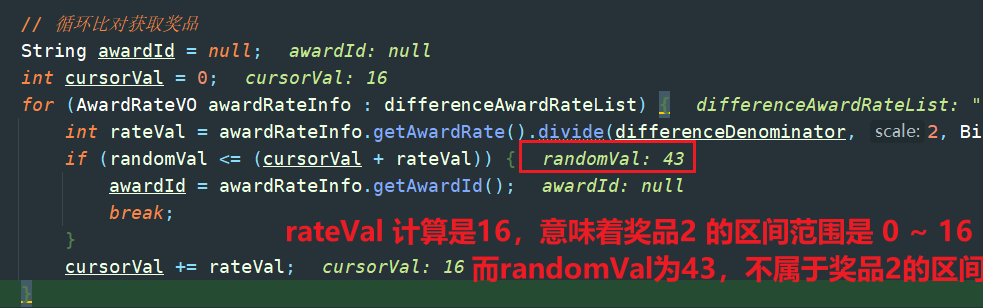 // 循环比对获取奖品
String awardId = null; awardId: null
int cursorVal = 0; cursorVal: 16
for (AwardRateVO awardRateInfo : differenceAwardRateList) { differenceAwardRateList: "
int rateVal = awardRateInfo.getAwardRate().divide(differenceDenominator, scale: 2, Bi
if (randomVal <= (cursorVal + rateVal)) { randomVal: 43
awardId = awardRateInfo.getAwardId(); awardId: null
break;
}
rateVal 计算是16，意味着奖品2 的区间范围是 0 ~ 16
cursorVal += rateVal; cursorVal: 16
而randomVal为43，不属于奖品2的区间
}